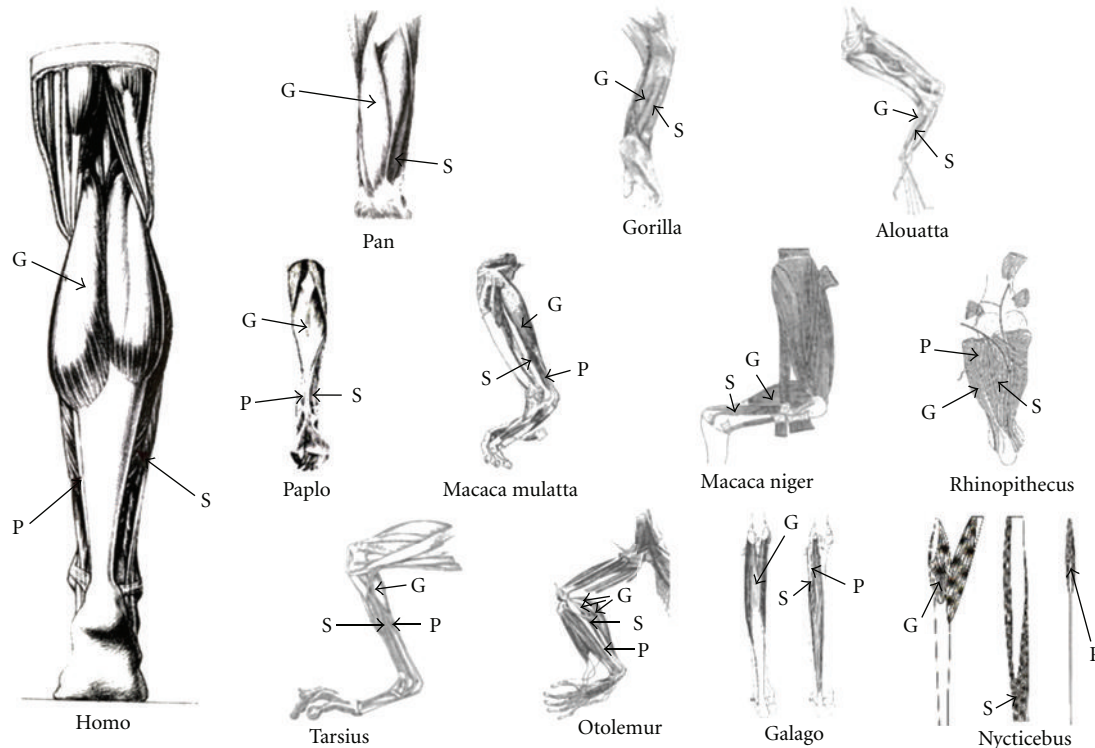 G
S
Pan
G
S
Gorilla
G
S
Alouatta
G
P
S
Homo
G
P
S
Paplo
G
S
P
Macaca mulatta
G
S
Macaca niger
P
G
S
Rhinopithecus
G
S
P
Tarsius
G
S
P
Otolemur
G
S
P
Galago
G
S
Nycticebus